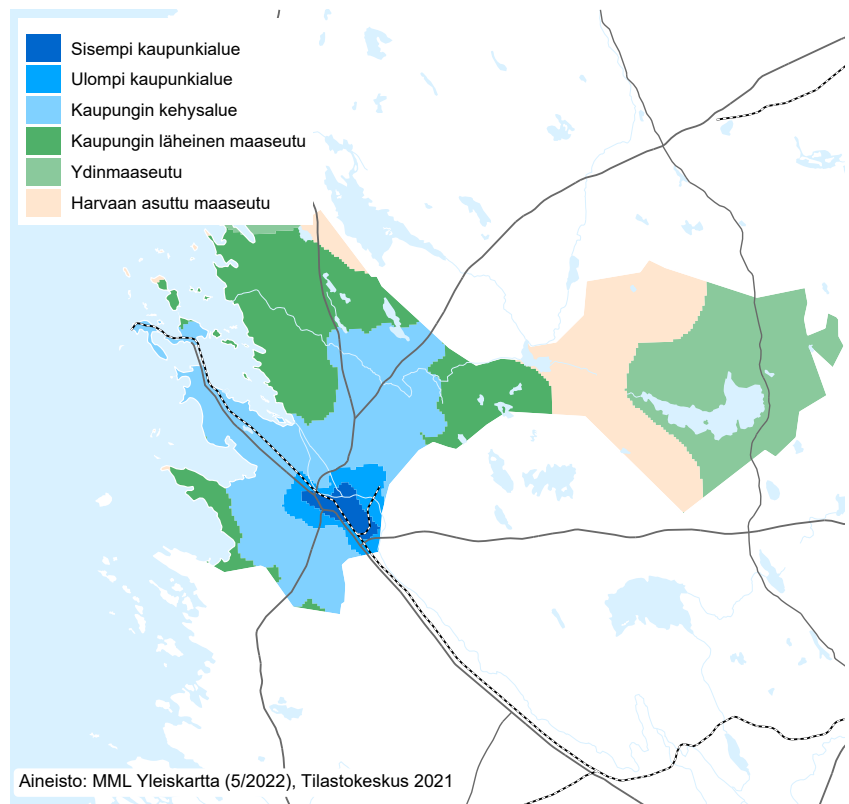 Sisempi kaupunkialue
Ulompi kaupunkialue
Kaupungin kehysalue
Kaupungin läheinen maaseutu
Ydinmaaseutu
Harvaan asuttu maaseutu
Aineisto: MML Yleiskartta (5/2022), Tilastokeskus 2021